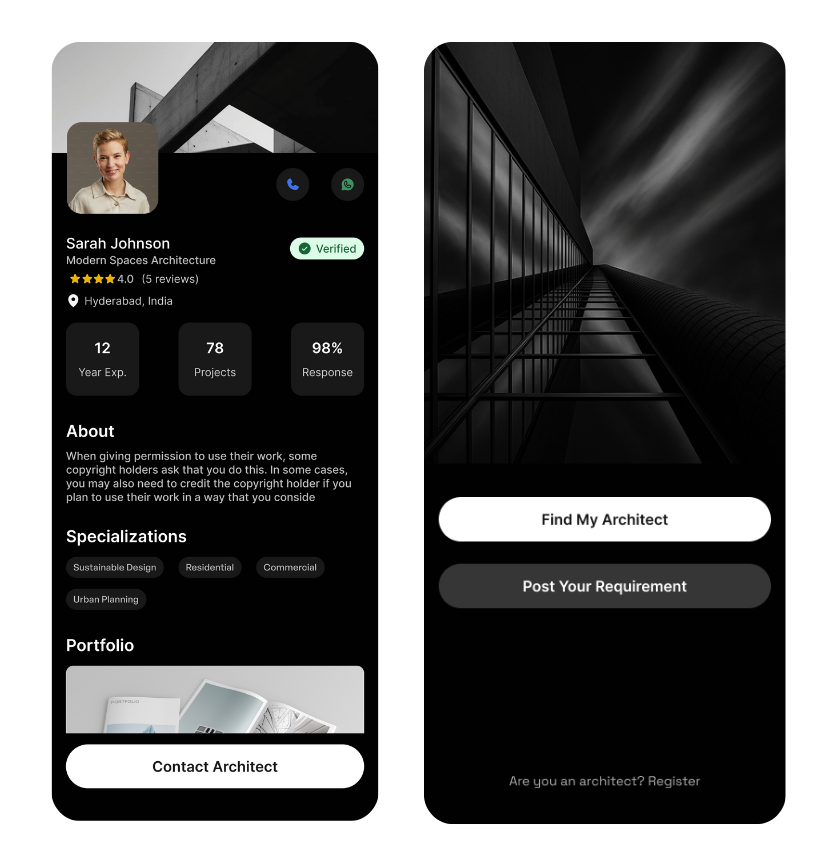 Sarah Johnson
Modern Spaces Architecture
Verified
4.0 (5 reviews)
Hyderabad, India
12
Year Exp.
78
Projects
98%
Response
About
When giving permission to use their work, some
copyright holders ask that you do this. In some cases,
you may also need to credit the copyright holder if you
plan to use their work in a way that you conside
Specializations
Sustainable Design
Residential
Commercial
Urban Planning
Portfolio
PORTFOLIO
Contact Architect
Find My Architect
Post Your Requirement
Are you an architect? Register